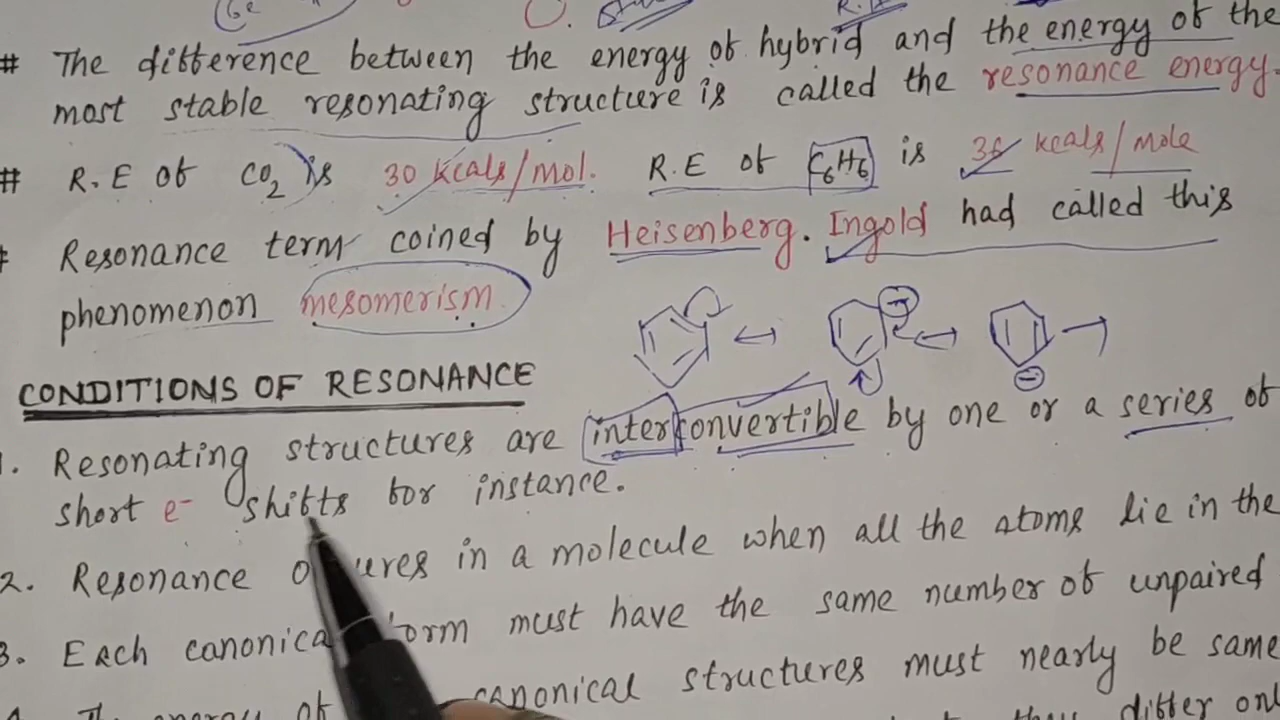 # The difference between the energy of hybrid and the energy of the
most stable resonating structure is called the resonance energy.
# R.E of CO2 is 30 Kcals/mol. R.E of C6H6 is 36 kcals/mole
Resonance term coined by Heisenberg. Ingold had called this
phenomenon mesomerism
CONDITIONS OF RESONANCE
1. Resonating structures are interconvertible by one or a series of
short e- shifts for instance.
2. Resonance in a molecule when all the atoms lie in the
3. Each canonical form must have the same number of unpaired
energy of canonical structures must nearly be same
they differ